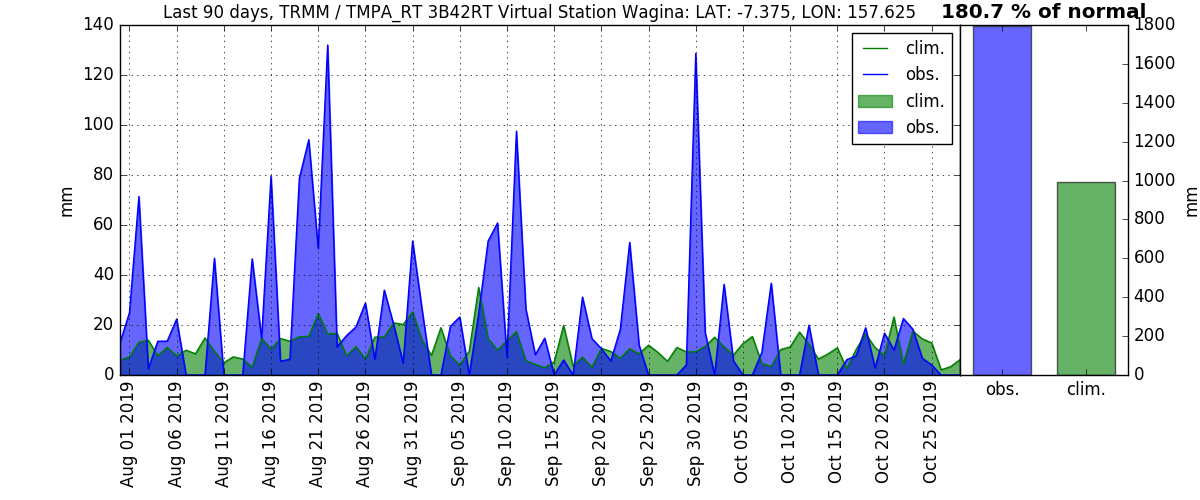 Last 90 days, TRMM / TMPA_RT 3B42RT Virtual Station Wagina: LAT: -7.375, LON: 157.625
180.7 % of normal
mm
140
120
100
80
60
40
20
0
clim.
obs.
clim.
obs.
Aug 01 2019
Aug 06 2019
Aug 11 2019
Aug 16 2019
Aug 21 2019
Aug 26 2019
Aug 31 2019
Sep 05 2019
Sep 10 2019
Sep 15 2019
Sep 20 2019
Sep 25 2019
Sep 30 2019
Oct 05 2019
Oct 10 2019
Oct 15 2019
Oct 20 2019
Oct 25 2019
obs.
clim.
1800
1600
1400
1200
1000
800
600
400
200
0
mm